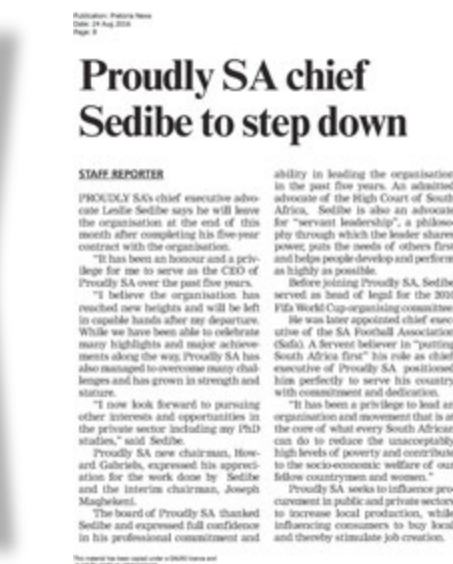 Publication: Pretoria News
Date: 24 Aug 2016
Page: 8
Proudly SA chief
Sedibe to step down
STAFF REPORTER
PROUDLY SA's chief executive advo-
cate Leslie Sedibe says he will leave
the organisation at the end of this
month after completing his five-year
contract with the organisation.
"It has been an honour and a priv-
ilege for me to serve as the CEO of
Proudly SA over the past five years.
"I believe the organisation has
reached new heights and will be left
in capable hands after my departure.
While we have been able to celebrate
many highlights and major achieve-
ments along the way, Proudly SA has
also managed to overcome many chal-
lenges and has grown in strength and
stature.
"I now look forward to pursuing
other interests and opportunities in
the private sector including my PhD
studies," said Sedibe.
Proudly SA new chairman, How-
ard Gabriels, expressed his appreci-
ation for the work done by Sedibe
and the interim chairman, Joseph
Maqhekeni.
The board of Proudly SA thanked
Sedibe and expressed full confidence
in his professional commitment and
ability in leading the organisation
in the past five years. An admitted
advocate of the High Court of South
Africa, Sedibe is also an advocate
for "servant leadership", a philoso-
phy through which the leader shares
power, puts the needs of others first
and helps people develop and perform
as highly as possible.
Before joining Proudly SA, Sedibe
served as head of legal for the 2010
Fifa World Cup organising committee.
He was later appointed chief exec-
utive of the SA Football Association
(Safa). A fervent believer in "putting
South Africa first" his role as chief
executive of Proudly SA positioned
him perfectly to serve his country
with commitment and dedication.
"It has been a privilege to lead an
organisation and movement that is at
the core of what every South African
can do to reduce the unacceptably
high levels of poverty and contribute
to the socio-economic welfare of our
fellow countrymen and women."
Proudly SA seeks to influence pro-
curement in public and private sectors
to increase local production, while
influencing consumers to buy local
and thereby stimulate job creation.
This material has been copied under a DALRO licence and